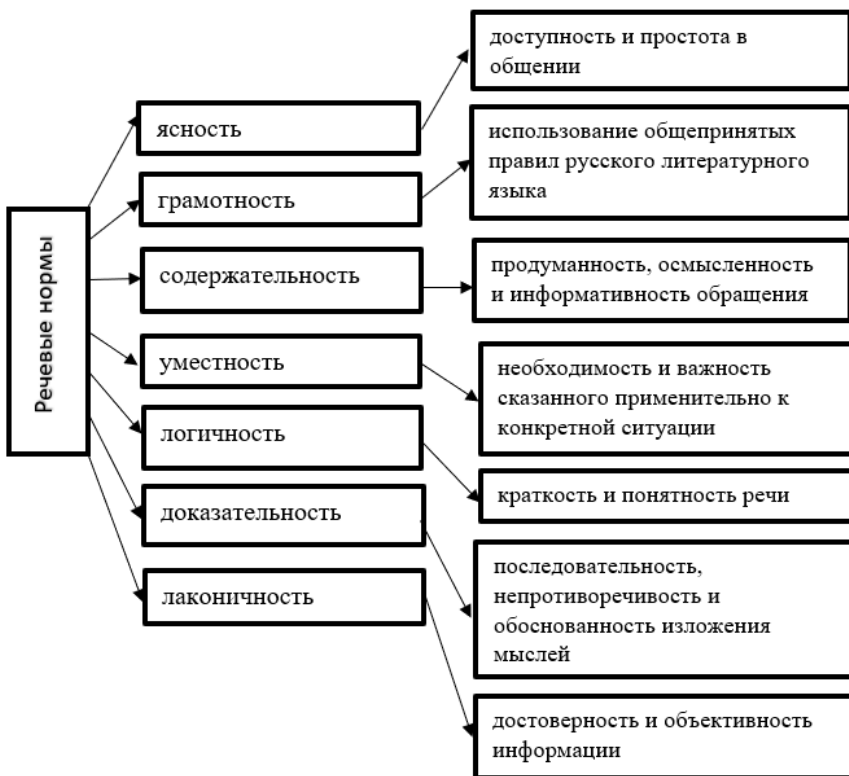 Речевые нормы
ясность
грамотность
содержательность
уместность
логичность
доказательность
лаконичность
доступность и простота в
общении
использование общепринятых
правил русского литературного
языка
продуманность, осмысленность
и информативность обращения
необходимость и важность
сказанного применительно к
конкретной ситуации
краткость и понятность речи
последовательность,
непротиворечивость и
обоснованность изложения
мыслей
достоверность и объективность
информации